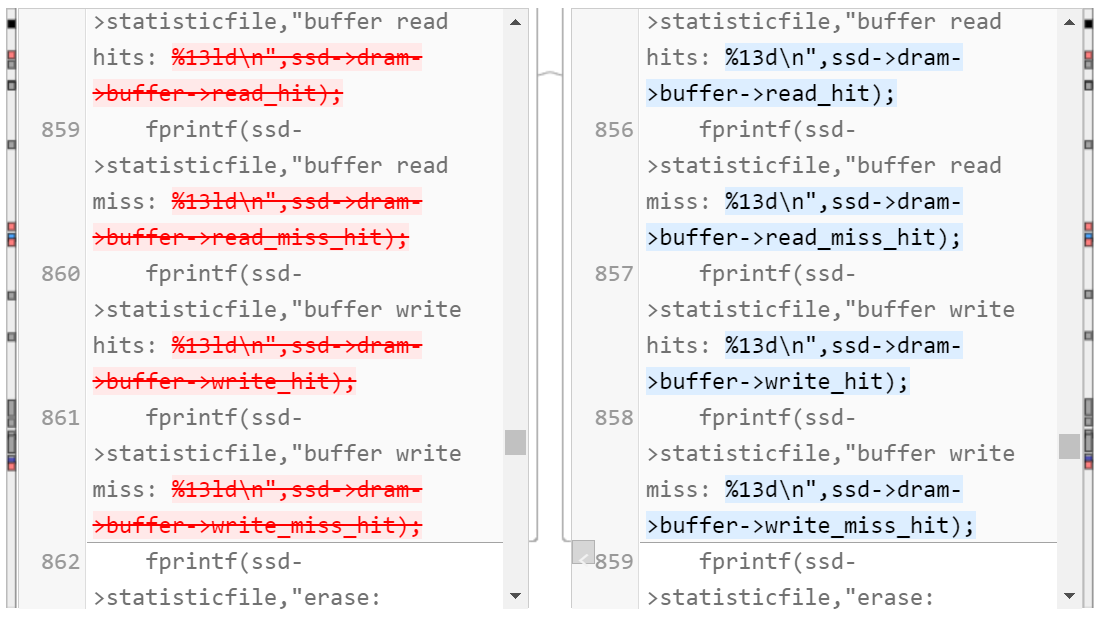 >statisticfile,"buffer read
hits: %13ld\n",ssd->dram-
>buffer->read_hit);
859 fprintf(ssd-
>statisticfile,"buffer read
miss: %13ld\n",ssd->dram-
>buffer->read_miss_hit);
860 fprintf(ssd-
>statisticfile,"buffer write
hits: %13ld\n",ssd->dram-
>buffer->write_hit);
861 fprintf(ssd-
>statisticfile,"buffer write
miss: %13ld\n",ssd->dram-
>buffer->write_miss_hit);
862 fprintf(ssd-
>statisticfile,"erase:
>statisticfile,"buffer read
hits: %13d\n",ssd->dram-
>buffer->read_hit);
856 fprintf(ssd-
>statisticfile,"buffer read
miss: %13d\n",ssd->dram-
>buffer->read_miss_hit);
857 fprintf(ssd-
>statisticfile,"buffer write
hits: %13d\n",ssd->dram-
>buffer->write_hit);
858 fprintf(ssd-
>statisticfile,"buffer write
miss: %13d\n",ssd->dram-
>buffer->write_miss_hit);
859 fprintf(ssd-
>statisticfile,"erase: